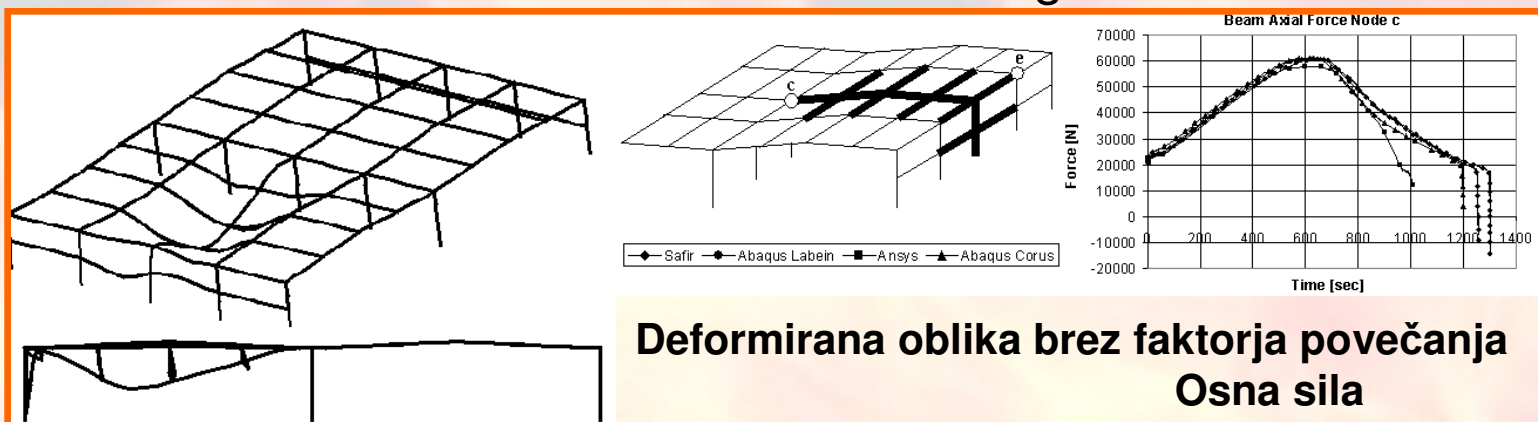 Beam Axial Force Node c
70000
60000
50000
40000
30000
20000
10000
0
-10000
-20000
Force [N]
0 200 400 600 800 1000 1200 1400
Time [sec]
c
e
Safir Abaqus Labein Ansys Abaqus Corus
Deformirana oblika brez faktorja povečanja
Osna sila